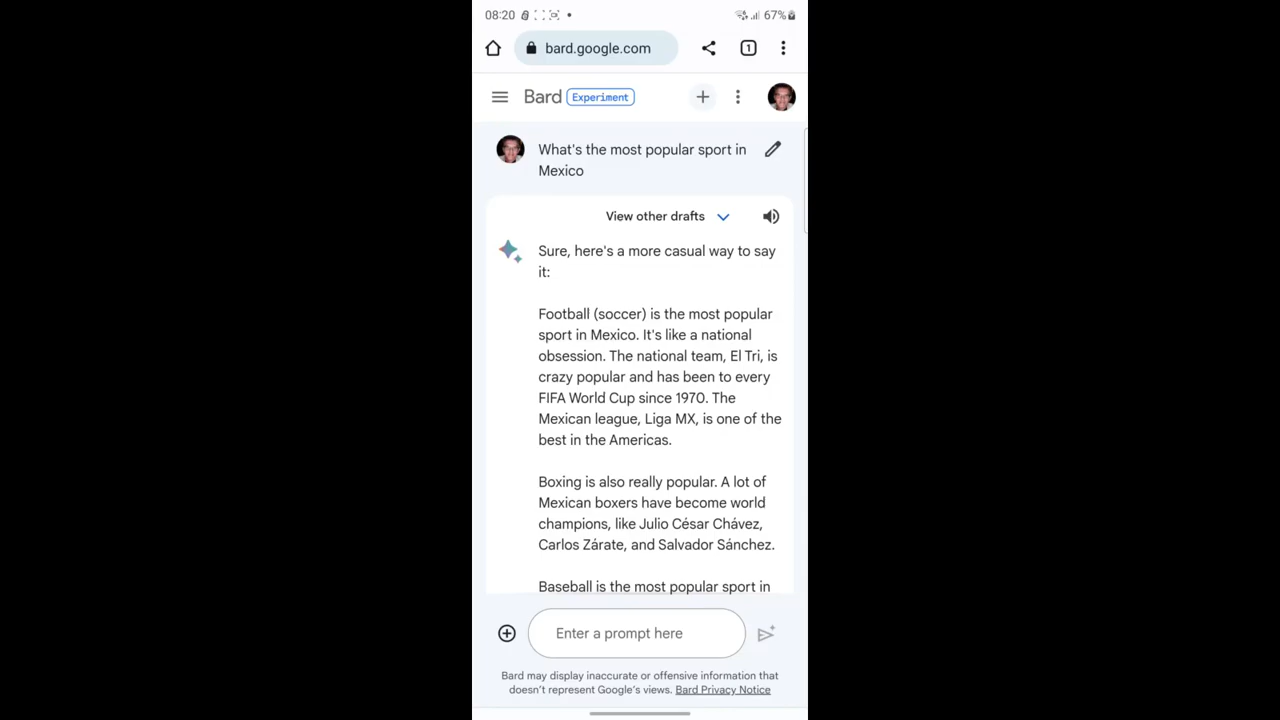 08:20
67%
bard.google.com
1
Bard Experiment
What's the most popular sport in
Mexico
View other drafts
Sure, here's a more casual way to say
it:
Football (soccer) is the most popular
sport in Mexico. It's like a national
obsession. The national team, El Tri, is
crazy popular and has been to every
FIFA World Cup since 1970. The
Mexican league, Liga MX, is one of the
best in the Americas.
Boxing is also really popular. A lot of
Mexican boxers have become world
champions, like Julio César Chávez,
Carlos Zárate, and Salvador Sánchez.
Baseball is the most popular sport in
Enter a prompt here
Bard may display inaccurate or offensive information that
doesn't represent Google's views. Bard Privacy Notice